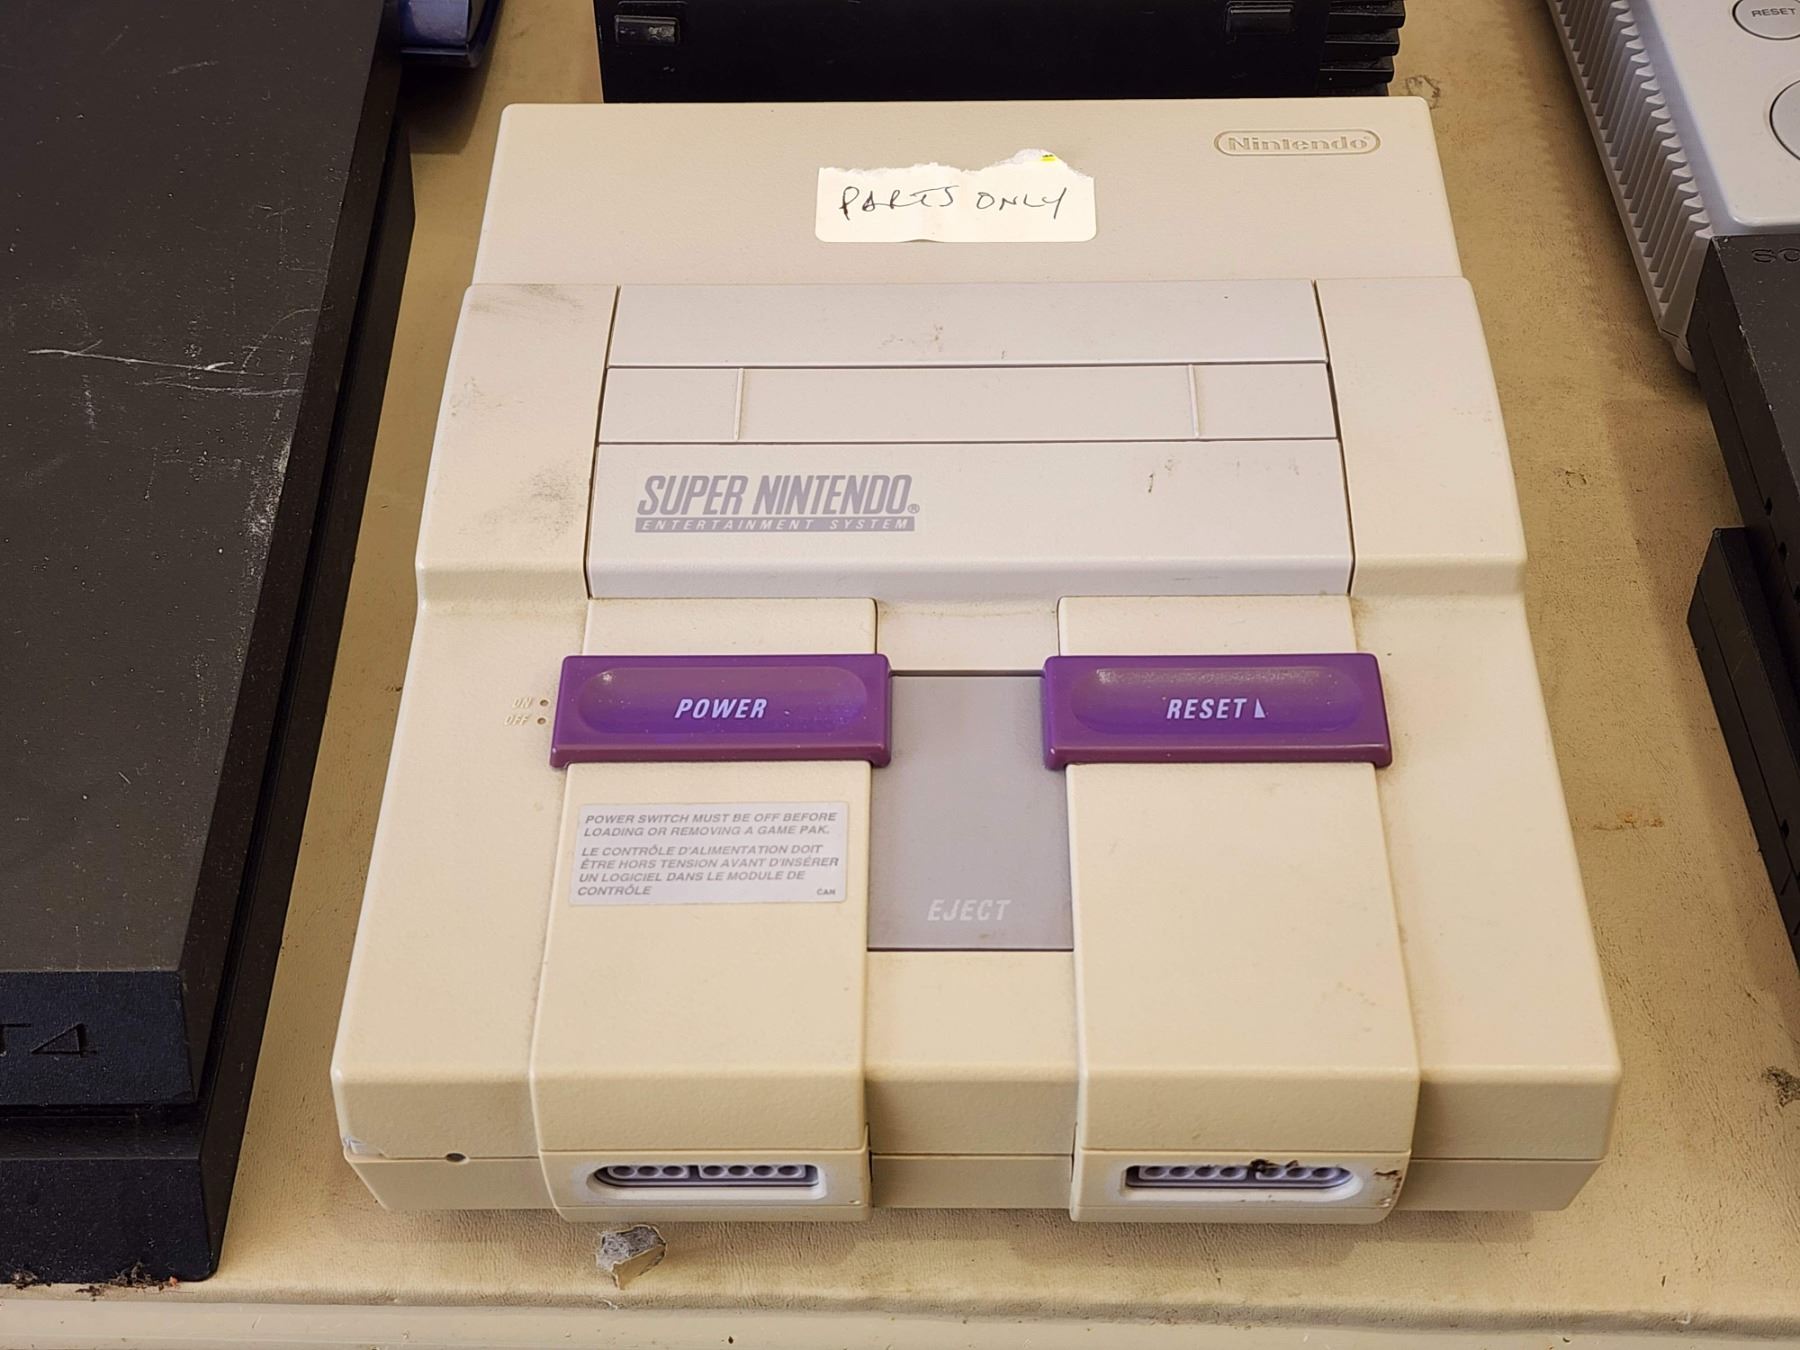 RESET
Nintendo®
PARTS ONLY
SUPER NINTENDO®
ENTERTAINMENT SYSTEM
ON
OFF
POWER
RESET
POWER SWITCH MUST BE OFF BEFORE
LOADING OR REMOVING A GAME PAK.
LE CONTRÔLE D'ALIMENTATION DOIT
ÊTRE HORS TENSION AVANT D'INSÉRER
UN LOGICIEL DANS LE MODULE DE
CONTRÔLE
CAN
EJECT
T4